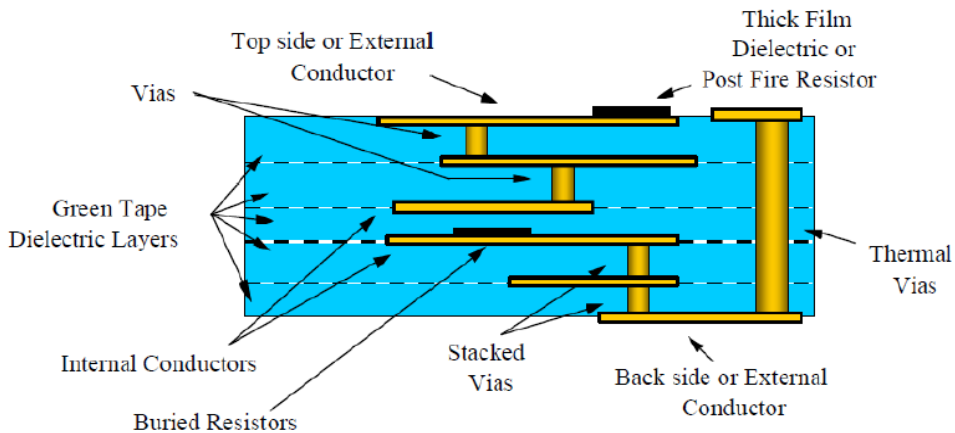 Top side or External
Conductor
Thick Film
Dielectric or
Post Fire Resistor
Vias
Green Tape
Dielectric Layers
Thermal
Vias
Internal Conductors
Stacked
Vias
Back side or External
Conductor
Buried Resistors